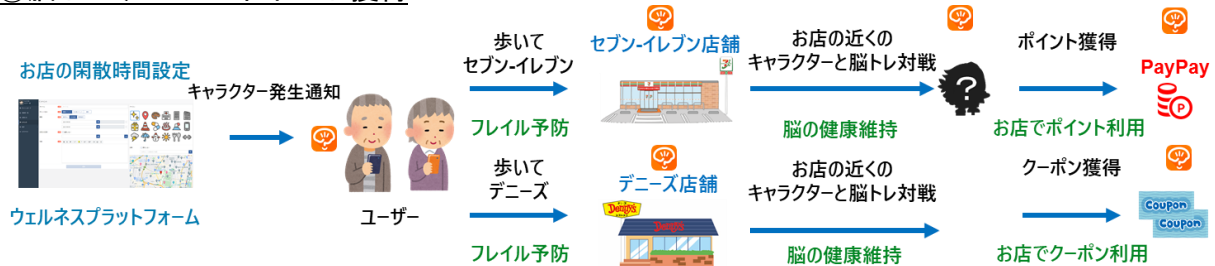 お店の閑散時間設定
ウェルネスプラットフォーム
キャラクター発生通知
ユーザー
歩いて
セブン-イレブン
フレイル予防
セブン-イレブン店舗
お店の近くの
キャラクターと脳トレ対戦
脳の健康維持
?
ポイント獲得
お店でポイント利用
PayPay
P
歩いて
デニーズ
フレイル予防
デニーズ店舗
Denny's
Denny's
お店の近くの
キャラクターと脳トレ対戦
脳の健康維持
クーポン獲得
お店でクーポン利用
Coupon
Coupon